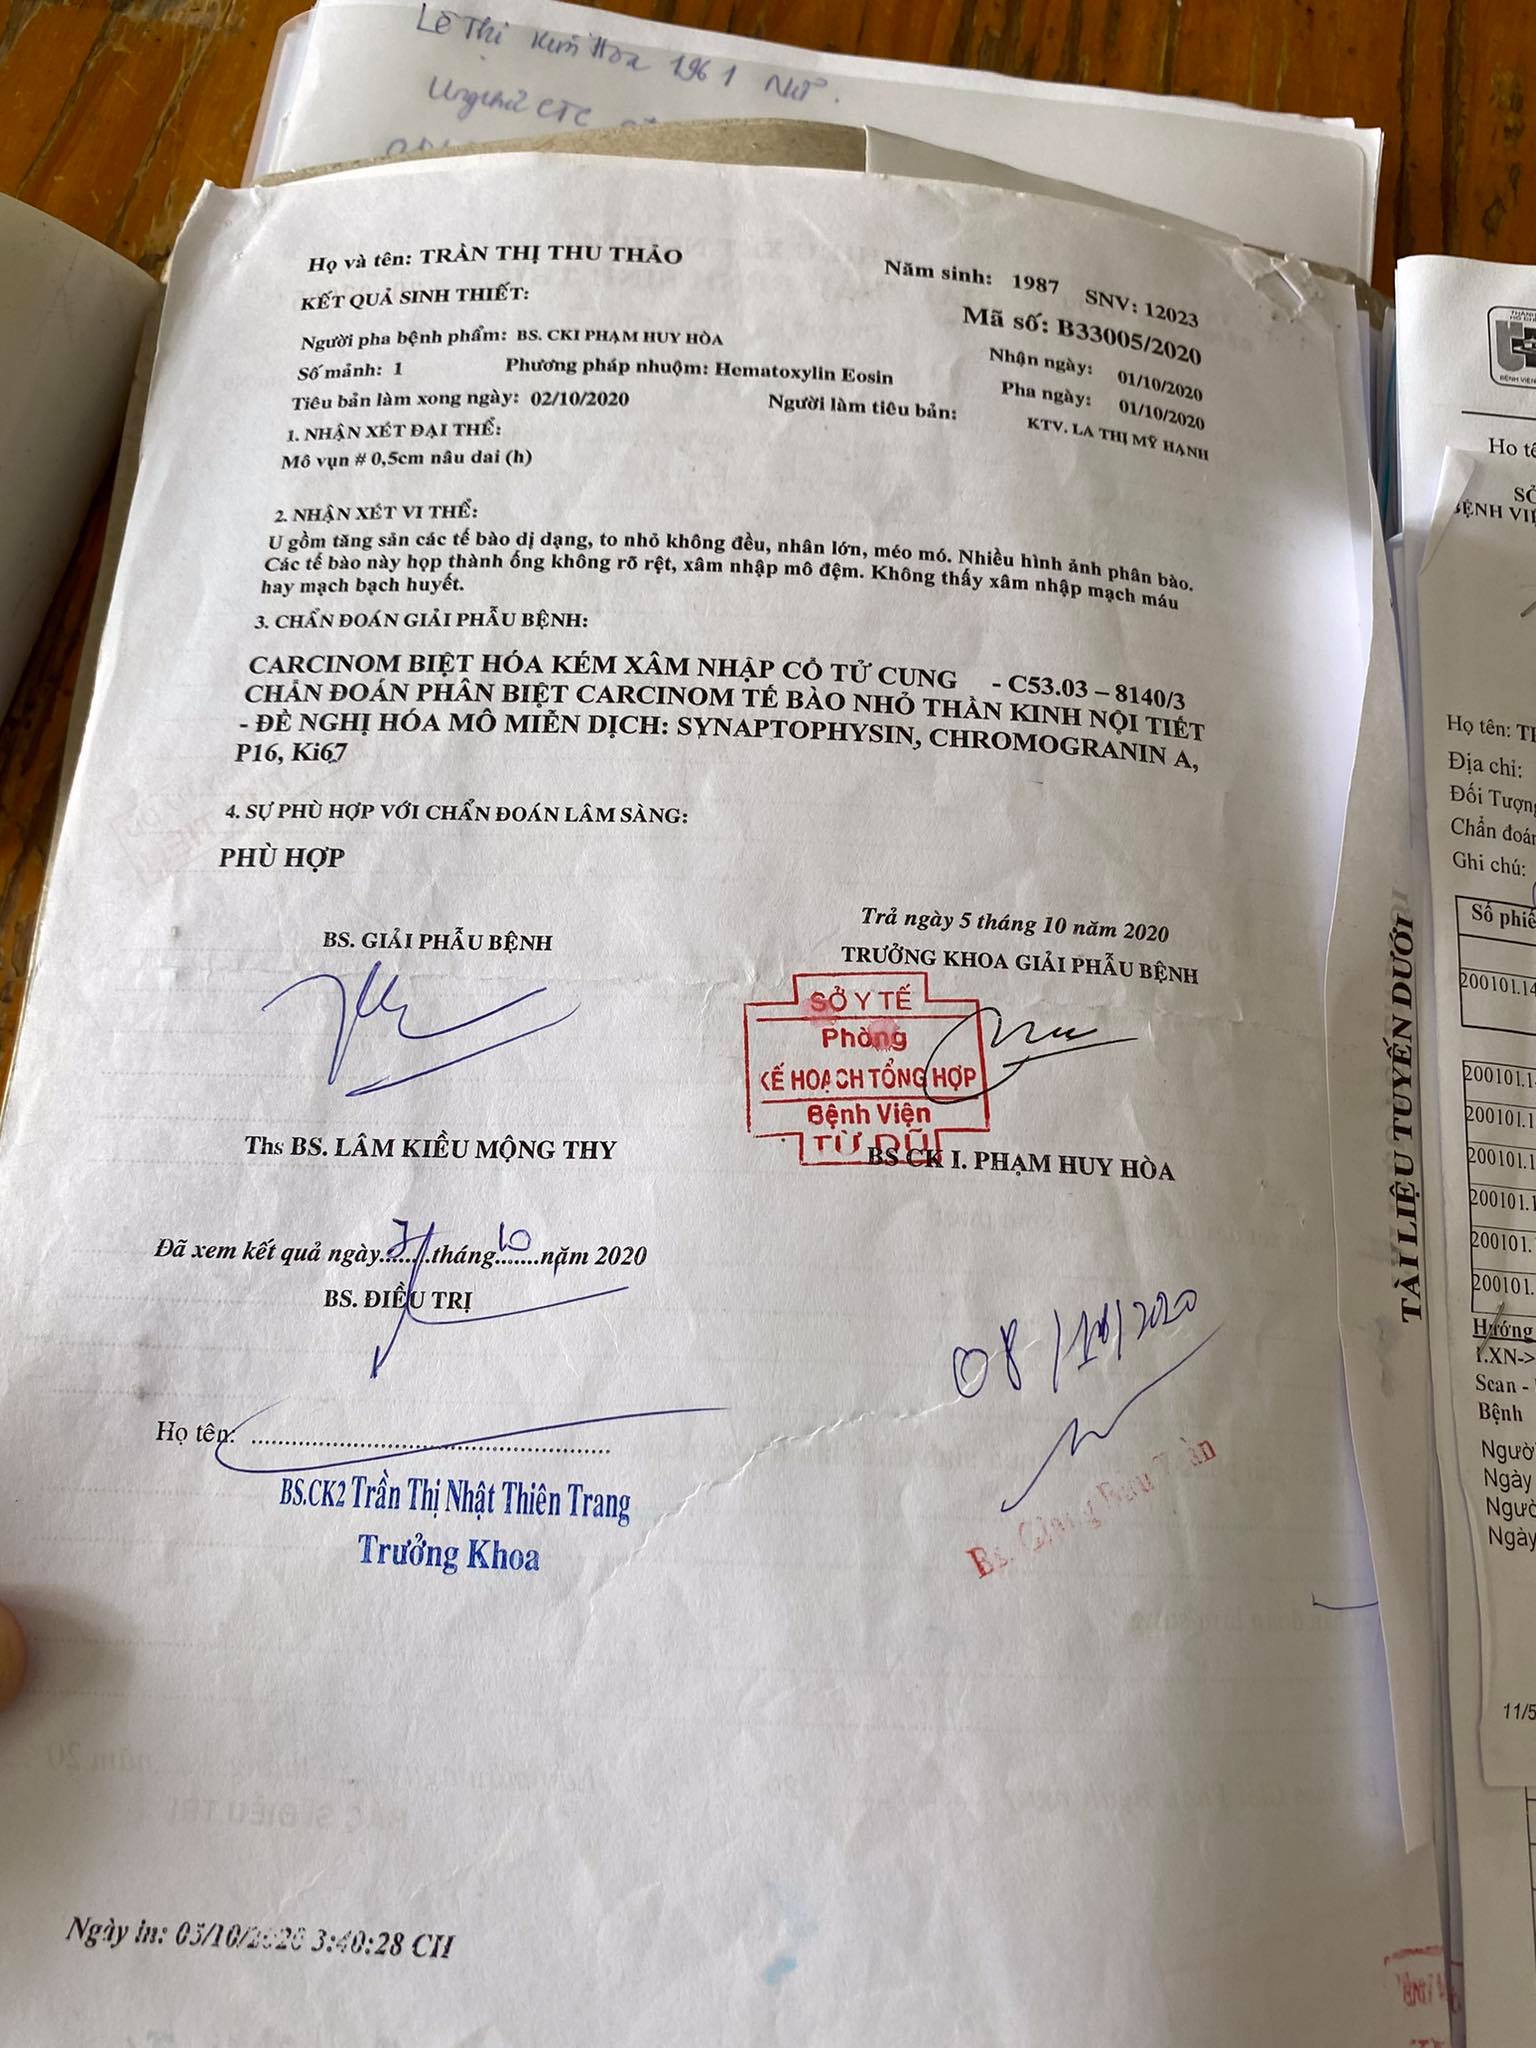 Lê Thị Kim Hoa 1961 Nữ.
CTC
Họ và tên: TRẦN THỊ THU THẢO
Năm sinh: 1987 SNV: 12023
KẾT QUẢ SINH THIẾT:
Mã số: B33005/2020
Người pha bệnh phẩm: BS. CKI PHẠM HUY HÒA
Nhận ngày: 01/10/2020
Số mảnh: 1 Phương pháp nhuộm: Hematoxylin Eosin
Pha ngày: 01/10/2020
Tiêu bản làm xong ngày: 02/10/2020 Người làm tiêu bản: KTV. LA THỊ MỸ HẠNH
1. NHẬN XÉT ĐẠI THỂ:
Mô vụn # 0,5cm nâu dai (h)
2. NHẬN XÉT VI THỂ:
U gồm tăng sản các tế bào dị dạng, to nhỏ không đều, nhân lớn, méo mó. Nhiều hình ảnh phân bào.
Các tế bào này họp thành ống không rõ rệt, xâm nhập mô đệm. Không thấy xâm nhập mạch máu
hay mạch bạch huyết.
3. CHẨN ĐOÁN GIẢI PHẪU BỆNH:
CARCINOM BIỆT HÓA KÉM XÂM NHẬP CỔ TỬ CUNG - C53.03 – 8140/3
CHẨN ĐOÁN PHÂN BIỆT CARCINOM TẾ BÀO NHỎ THẦN KINH NỘI TIẾT
- ĐỀ NGHỊ HÓA MÔ MIỄN DỊCH: SYNAPTOPHYSIN, CHROMOGRANIN A,
P16, Ki67
4. SỰ PHÙ HỢP VỚI CHẨN ĐOÁN LÂM SÀNG:
PHÙ HỢP
Trả ngày 5 tháng 10 năm 2020
BS. GIẢI PHẪU BỆNH
TRƯỞNG KHOA GIẢI PHẪU BỆNH
SỞ Y TẾ
Phòng
KẾ HOẠCH TỔNG HỢP
Bệnh Viện
TỪ DŨ
Ths BS. LÂM KIỀU MỘNG THY
BS CK I. PHẠM HUY HÒA
Đã xem kết quả ngày.......tháng 10 năm 2020
BS. ĐIỀU TRỊ
08/10/2020
Họ tên: ..................................................
BS.CK2 Trần Thị Nhật Thiên Trang
Trưởng Khoa
Bs. Giang
Ngày in: 05/10/2020 3:40:28 CH
TÀI LIỆU TUYẾN DƯỚI
BỆNH VIỆN
Họ tê
SỞ
BỆNH VIỆ
Họ tên: T
Địa chỉ:
Đối Tượng
Chẩn đoán
Ghi chú:
Số phiế
200101.14
200101.1
200101.1
200101.1
200101.1
200101.
200101.
Hướng
1.XN->
Scan -
Bệnh
Người
Ngày
Người
Ngày
11/5